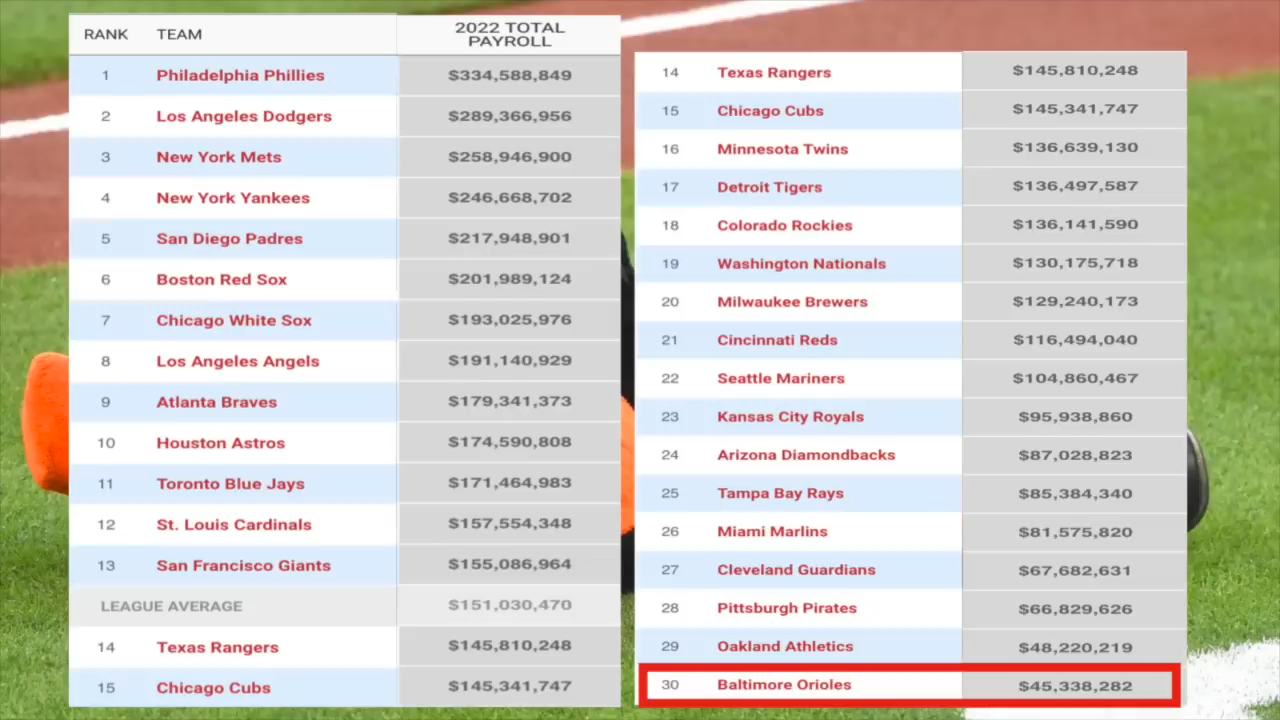 RANK TEAM 2022 TOTAL
PAYROLL
1 Philadelphia Phillies $334,588,849
2 Los Angeles Dodgers $289,366,956
3 New York Mets $258,946,900
4 New York Yankees $246,668,702
5 San Diego Padres $217,948,901
6 Boston Red Sox $201,989,124
7 Chicago White Sox $193,025,976
8 Los Angeles Angels $191,140,929
9 Atlanta Braves $179,341,373
10 Houston Astros $174,590,808
11 Toronto Blue Jays $171,464,983
12 St. Louis Cardinals $157,554,348
13 San Francisco Giants $155,086,964
LEAGUE AVERAGE $151,030,470
14 Texas Rangers $145,810,248
15 Chicago Cubs $145,341,747
14 Texas Rangers $145,810,248
15 Chicago Cubs $145,341,747
16 Minnesota Twins $136,639,130
17 Detroit Tigers $136,497,587
18 Colorado Rockies $136,141,590
19 Washington Nationals $130,175,718
20 Milwaukee Brewers $129,240,173
21 Cincinnati Reds $116,494,040
22 Seattle Mariners $104,860,467
23 Kansas City Royals $95,938,860
24 Arizona Diamondbacks $87,028,823
25 Tampa Bay Rays $85,384,340
26 Miami Marlins $81,575,820
27 Cleveland Guardians $67,682,631
28 Pittsburgh Pirates $66,829,626
29 Oakland Athletics $48,220,219
30 Baltimore Orioles $45,338,282